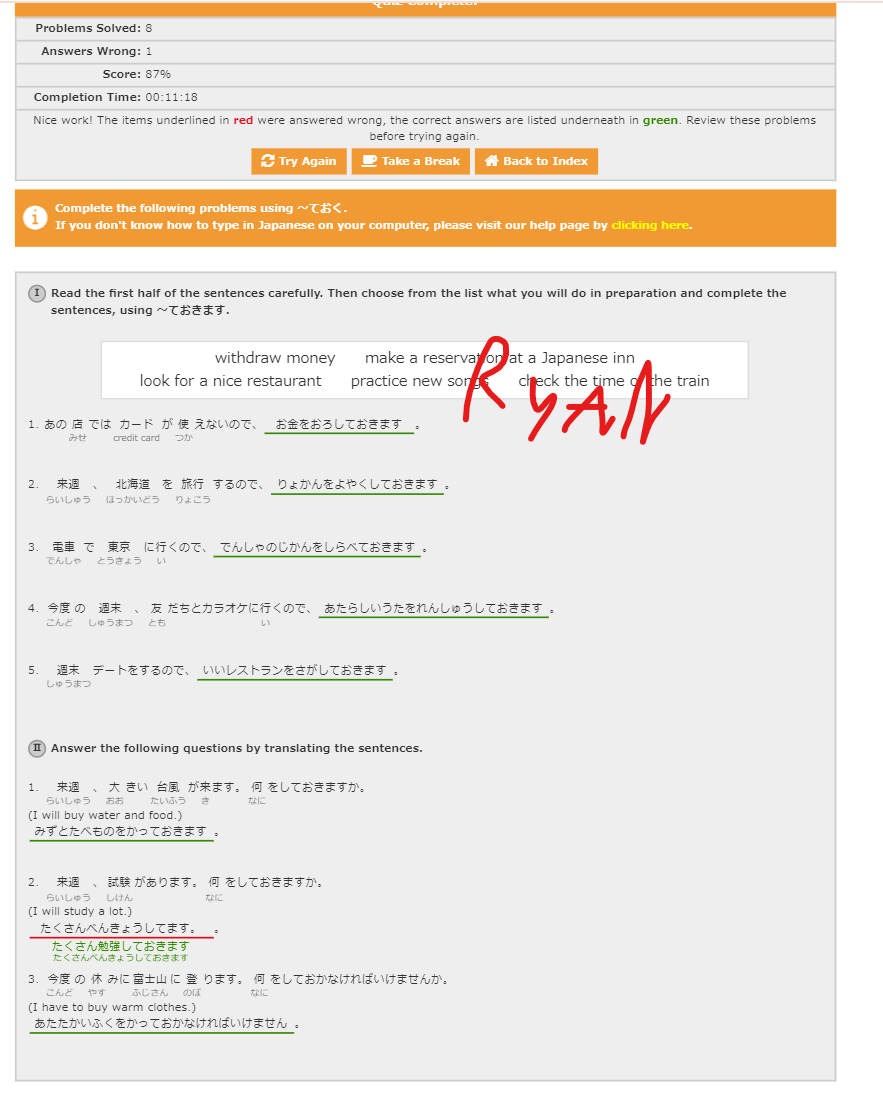 Quiz Complete!
Problems Solved: 8
Answers Wrong: 1
Score: 87%
Completion Time: 00:11:18
Nice work! The items underlined in red were answered wrong, the correct answers are listed underneath in green. Review these problems
before trying again.
Try Again Take a Break Back to Index
Complete the following problems using ～ておく.
If you don't know how to type in Japanese on your computer, please visit our help page by clicking here.
I Read the first half of the sentences carefully. Then choose from the list what you will do in preparation and complete the
sentences, using ～ておきます.
withdraw money make a reservation at a Japanese inn
look for a nice restaurant practice new songs check the time of the train
RYAN
1. あの店ではカードが使えないので、 お金をおろしておきます 。
みせ credit card つか
2. 来週、北海道を旅行するので、 りょかんをよやくしておきます 。
らいしゅう ほっかいどう りょこう
3. 電車で東京に行くので、 でんしゃのじかんをしらべておきます 。
でんしゃ とうきょう い
4. 今度の週末、友だちとカラオケに行くので、 あたらしいうたをれんしゅうしておきます 。
こんど しゅうまつ とも い
5. 週末デートをするので、 いいレストランをさがしておきます 。
しゅうまつ
II Answer the following questions by translating the sentences.
1. 来週、大きい台風が来ます。何をしておきますか。
らいしゅう おお たいふう き なに
(I will buy water and food.)
みずとたべものをかっておきます 。
2. 来週、試験があります。何をしておきますか。
らいしゅう しけん なに
(I will study a lot.)
たくさんべんきょうしてます。 。
たくさん勉強しておきます
たくさんべんきょうしておきます
3. 今度の休みに富士山に登ります。何をしておかなければいけませんか。
こんど やす ふじさん のぼ なに
(I have to buy warm clothes.)
あたたかいふくをかっておかなければいけません 。